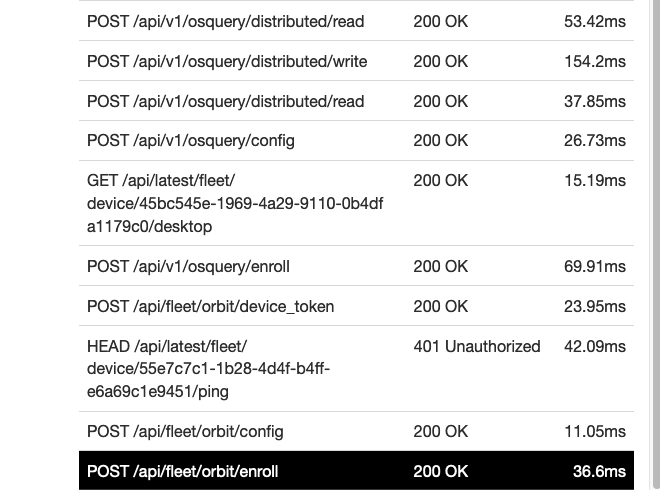 POST /api/v1/osquery/distributed/read 200 OK 53.42ms
POST /api/v1/osquery/distributed/write 200 OK 154.2ms
POST /api/v1/osquery/distributed/read 200 OK 37.85ms
POST /api/v1/osquery/config 200 OK 26.73ms
GET /api/latest/fleet/ 200 OK 15.19ms
device/45bc545e-1969-4a29-9110-0b4df
a1179c0/desktop
POST /api/v1/osquery/enroll 200 OK 69.91ms
POST /api/fleet/orbit/device_token 200 OK 23.95ms
HEAD /api/latest/fleet/ 401 Unauthorized 42.09ms
device/55e7c7c1-1b28-4d4f-b4ff-
e6a69c1e9451/ping
POST /api/fleet/orbit/config 200 OK 11.05ms
POST /api/fleet/orbit/enroll 200 OK 36.6ms